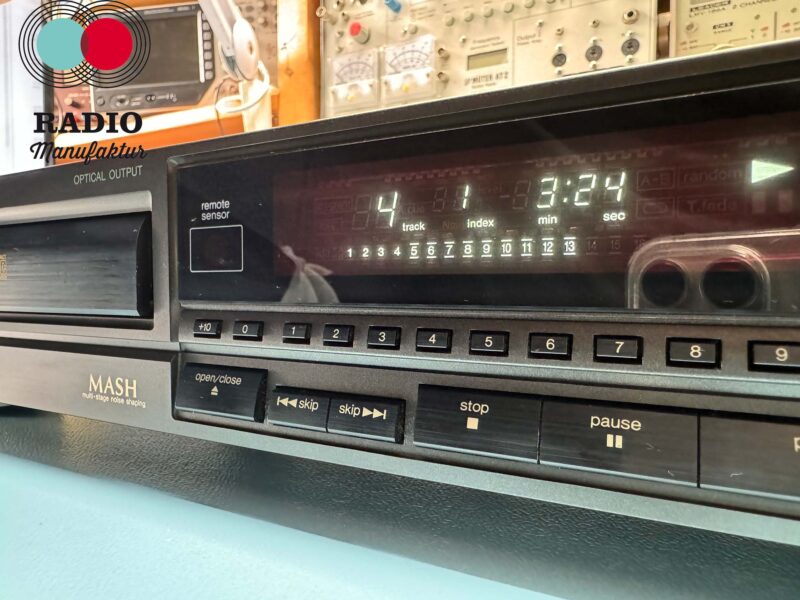 RADIO
Manufaktur
OPTICAL OUTPUT
remote
sensor
4 1 3:24
track index min sec
1 2 3 4 5 6 7 8 9 10 11 12 13 14 15
A-B random
+10 0 1 2 3 4 5 6 7 8 9
MASH
multi-stage noise shaping
open/close
skip skip
stop
pause